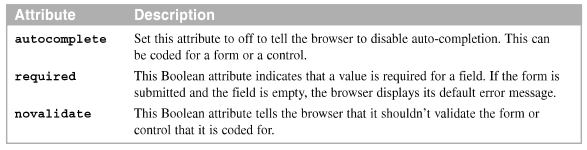 Attribute Description
autocomplete Set this attribute to off to tell the browser to disable auto-completion. This can
be coded for a form or a control.
required This Boolean attribute indicates that a value is required for a field. If the form is
submitted and the field is empty, the browser displays its default error message.
novalidate This Boolean attribute tells the browser that it shouldn't validate the form or
control that it is coded for.